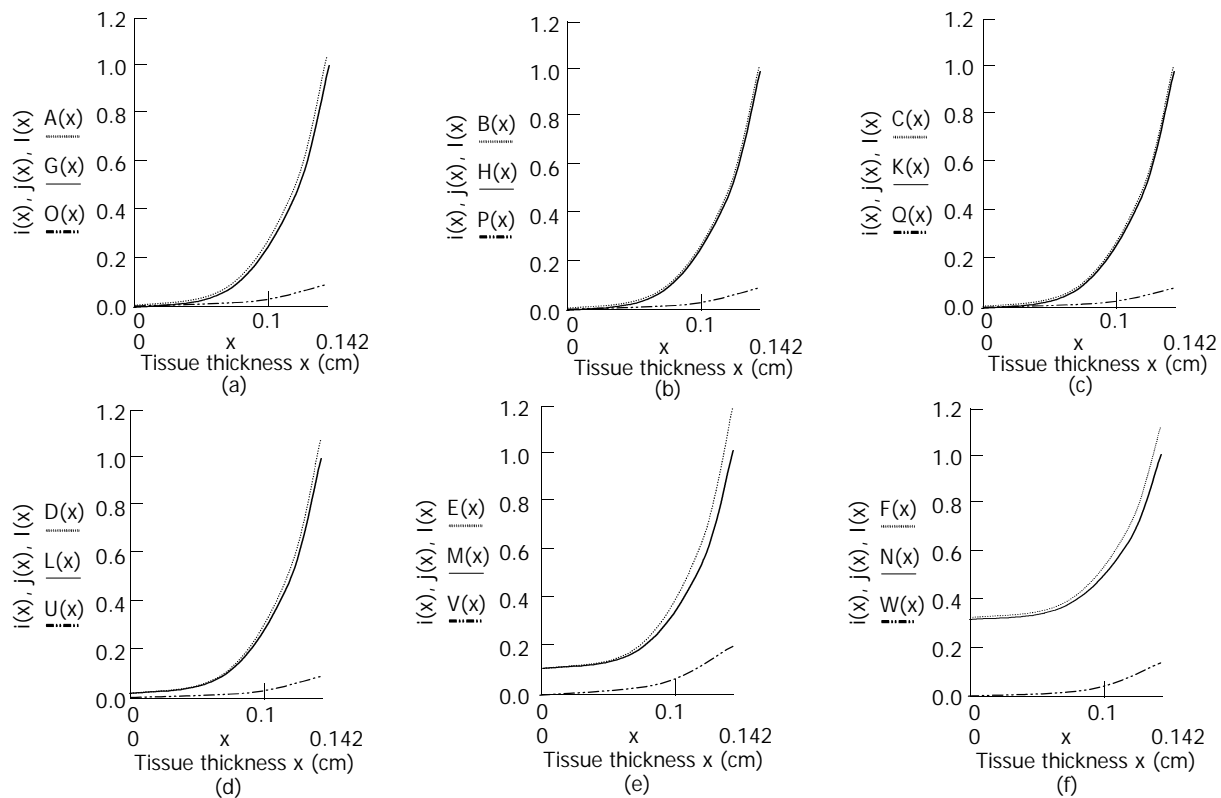 1.2
1.0
0.8
0.6
0.4
0.2
0.0
i(x), j(x), I(x)
A(x)
G(x)
O(x)
0
0.1
0 x 0.142
Tissue thickness x (cm)
(a)
1.2
1.0
0.8
0.6
0.4
0.2
0.0
i(x), j(x), I(x)
B(x)
H(x)
P(x)
0
0.1
0 x 0.142
Tissue thickness x (cm)
(b)
1.2
1.0
0.8
0.6
0.4
0.2
0.0
i(x), j(x), I(x)
C(x)
K(x)
Q(x)
0
0.1
0 x 0.142
Tissue thickness x (cm)
(c)
1.2
1.0
0.8
0.6
0.4
0.2
0.0
i(x), j(x), I(x)
D(x)
L(x)
U(x)
0
0.1
0 x 0.142
Tissue thickness x (cm)
(d)
1.2
1.0
0.8
0.6
0.4
0.2
0.0
i(x), j(x), I(x)
E(x)
M(x)
V(x)
0
0.1
0 x 0.142
Tissue thickness x (cm)
(e)
1.2
1.0
0.8
0.6
0.4
0.2
0.0
i(x), j(x), I(x)
F(x)
N(x)
W(x)
0
0.1
0 x 0.142
Tissue thickness x (cm)
(f)